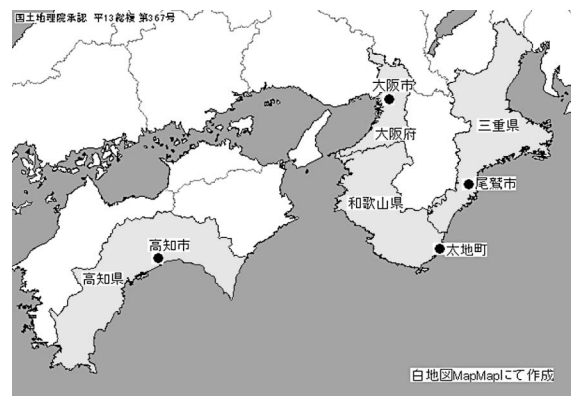 国土地理院承認 平13総複 第367号
大阪市
大阪府
三重県
尾鷲市
和歌山県
太地町
高知市
高知県
白地図MapMapにて作成